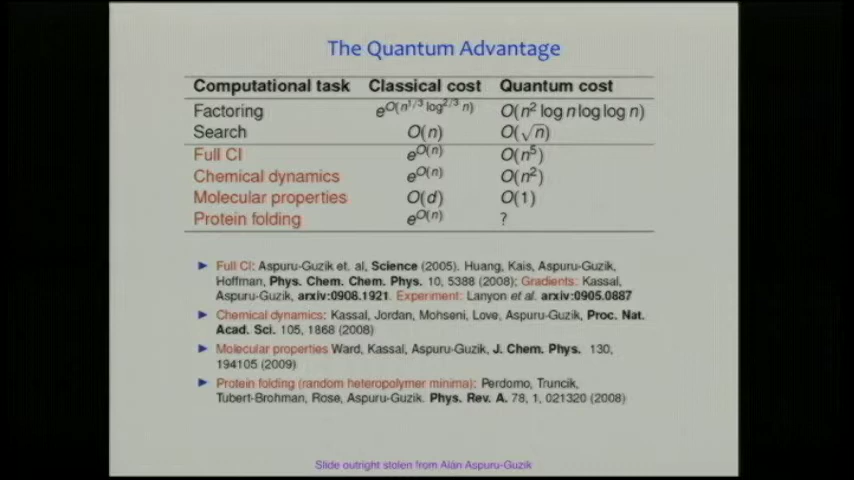 The Quantum Advantage
Computational task Classical cost Quantum cost
Factoring e^O(n^1/3 log^2/3 n) O(n² log n log log n)
Search O(n) O(√n)
Full CI e^O(n) O(n⁵)
Chemical dynamics e^O(n) O(n²)
Molecular properties O(d) O(1)
Protein folding e^O(n) ?
► Full CI: Aspuru-Guzik et. al, Science (2005). Huang, Kais, Aspuru-Guzik,
Hoffman, Phys. Chem. Chem. Phys. 10, 5388 (2008); Gradients: Kassal,
Aspuru-Guzik, arxiv:0908.1921. Experiment: Lanyon et al. arxiv:0905.0887
► Chemical dynamics: Kassal, Jordan, Mohseni, Love, Aspuru-Guzik, Proc. Nat.
Acad. Sci. 105, 1868 (2008)
► Molecular properties Ward, Kassal, Aspuru-Guzik, J. Chem. Phys. 130,
194105 (2009)
► Protein folding (random heteropolymer minima): Perdomo, Truncik,
Tubert-Brohman, Rose, Aspuru-Guzik. Phys. Rev. A. 78, 1, 021320 (2008)
Slide outright stolen from Alán Aspuru-Guzik